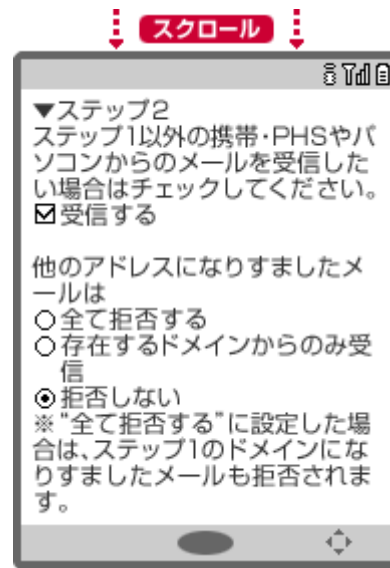 スクロール
▼ステップ2
ステップ1以外の携帯・PHSやパ
ソコンからのメールを受信した
い場合はチェックしてください。
☑受信する
他のアドレスになりすましたメ
ールは
○全て拒否する
○存在するドメインからのみ受
信
◉拒否しない
※“全て拒否する”に設定した場
合は、ステップ1のドメインにな
りすましたメールも拒否されま
す。